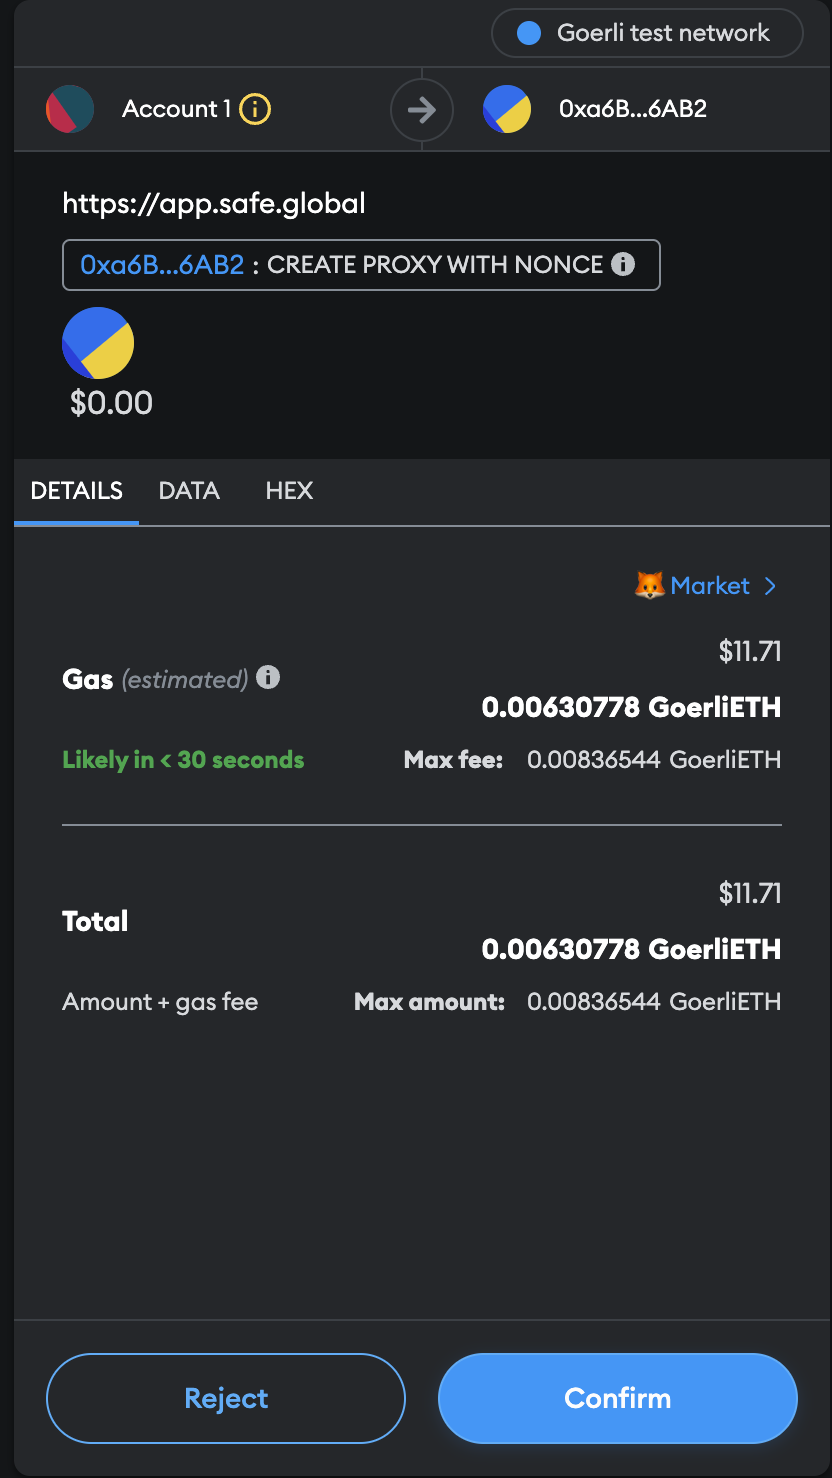 Goerli test network
Account 1
0xa6B...6AB2
https://app.safe.global
0xa6B...6AB2 : CREATE PROXY WITH NONCE
$0.00
DETAILS DATA HEX
Market
$11.71
Gas (estimated)
0.00630778 GoerliETH
Likely in < 30 seconds Max fee: 0.00836544 GoerliETH
$11.71
Total
0.00630778 GoerliETH
Amount + gas fee Max amount: 0.00836544 GoerliETH
Reject Confirm